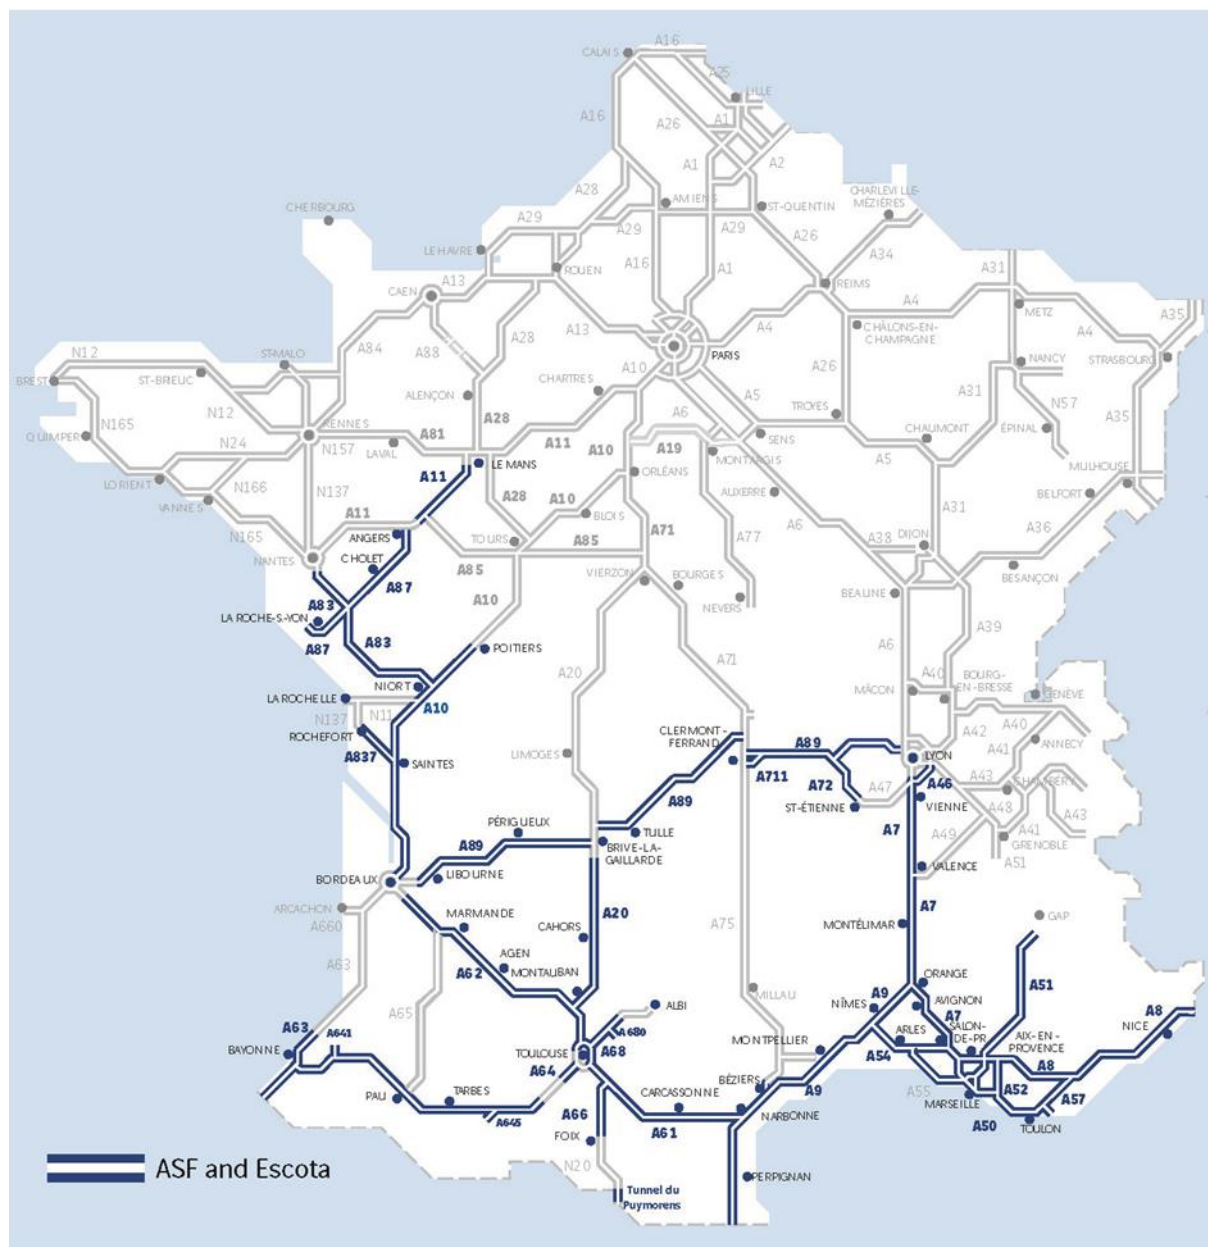 A16
CALAIS
A25
LILLE
A16
A26
A1
A1
A2
A28
AMIENS
ST-QUENTIN
CHARLEVILLE-
MÉZIÈRES
CHERBOURG
A29
A29
A29
A26
A34
LE HAVRE
ROUEN
A16
A1
REIMS
A31
CAEN
A13
A13
A28
A4
A4
METZ
A35
CHÂLONS-EN-
CHAMPAGNE
A4
STRASBOURG
N12
ST-MALO
A84
A88
PARIS
A10
A26
NANCY
BREST
ST-BRIEUC
ALENÇON
CHARTRES
A5
A31
N57
N12
A6
TROYES
N165
RENNES
A28
A11
A10
A19
SENS
CHAUMONT
ÉPINAL
A35
QUIMPER
N24
N157
A81
LAVAL
MONTARGIS
A5
MULHOUSE
LORIENT
N166
N137
A11
LE MANS
A28
A10
ORLÉANS
AUXERRE
A31
BELFORT
VANNES
A11
BLOIS
A6
A36
N165
ANGERS
TOURS
A85
A71
A77
A38
DIJON
NANTES
CHOLET
A85
VIERZON
BOURGES
BESANÇON
A83
A87
A10
NEVERS
BEAUNE
LA ROCHE-S.-YON
A87
A83
POITIERS
A20
A71
A6
A39
A40
BOURG-
EN-BRESSE
NIORT
MÂCON
GENÈVE
LA ROCHELLE
N137
N11
A10
A42
A40
ROCHEFORT
CLERMONT-
FERRAND
A89
A41
ANNECY
A837
SAINTES
LIMOGES
A711
A72
LYON
A46
A43
CHAMBÉRY
A89
ST-ÉTIENNE
A47
VIENNE
A48
A43
PÉRIGUEUX
TULLE
A7
A49
A41
GRENOBLE
A89
BRIVE-LA-
GAILLARDE
VALENCE
A51
BORDEAUX
LIBOURNE
ARCACHON
A660
MARMANDE
CAHORS
A20
A75
MONTÉLIMAR
A7
GAP
A63
AGEN
A62
MONTAUBAN
ORANGE
A51
A65
ALBI
MILLAU
NÎMES
A9
AVIGNON
A8
A63
A641
A680
A7
SALON-
DE-PR.
AIX-EN-
PROVENCE
NICE
BAYONNE
TOULOUSE
A68
MONTPELLIER
ARLES
A54
A64
BÉZIERS
A9
A8
PAU
TARBES
CARCASSONNE
A55
A52
A57
MARSEILLE
A645
A66
A61
NARBONNE
A50
TOULON
FOIX
N20
ASF and Escota
Tunnel du
Puymorens
PERPIGNAN